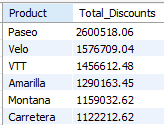 Product Total_Discounts
Paseo 2600518.06
Velo 1576709.04
VTT 1456612.48
Amarilla 1290163.45
Montana 1159032.62
Carretera 1122212.62